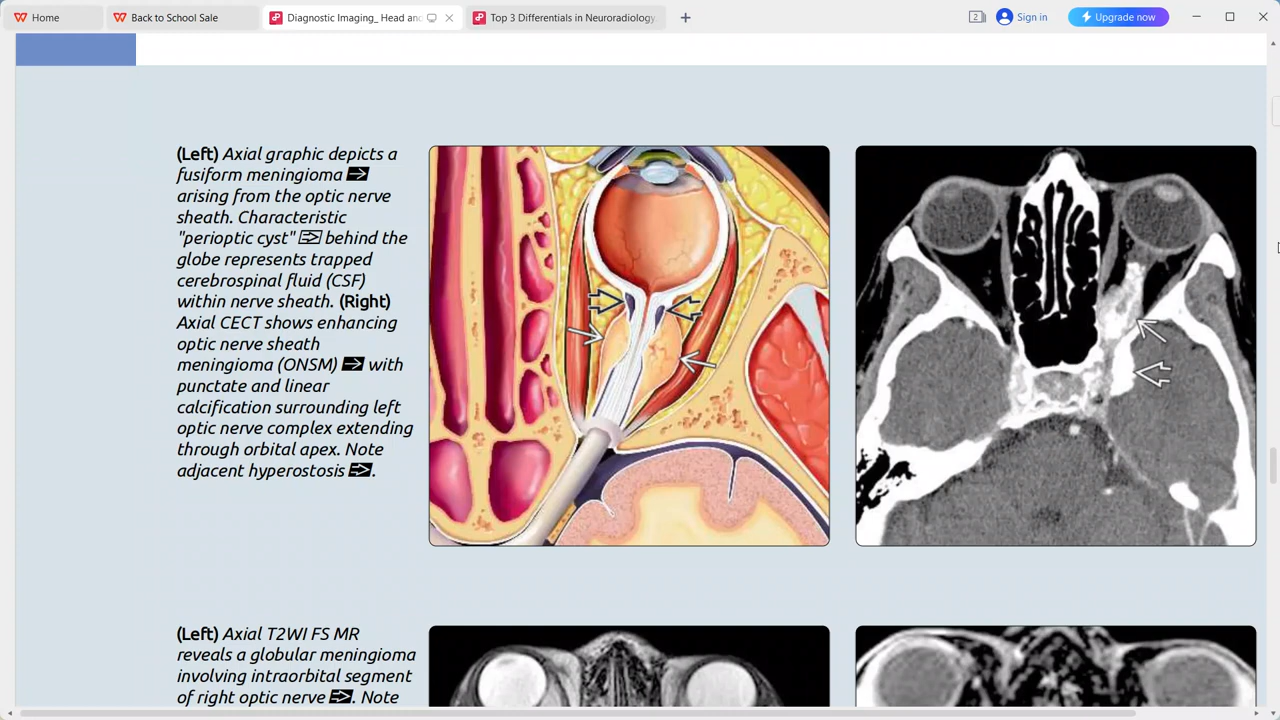 Home
Back to School Sale
Diagnostic Imaging_ Head an
Top 3 Differentials in Neuroradiology
2
Sign in
Upgrade now
(Left) Axial graphic depicts a
fusiform meningioma
arising from the optic nerve
sheath. Characteristic
"perioptic cyst" behind the
globe represents trapped
cerebrospinal fluid (CSF)
within nerve sheath. (Right)
Axial CECT shows enhancing
optic nerve sheath
meningioma (ONSM) with
punctate and linear
calcification surrounding left
optic nerve complex extending
through orbital apex. Note
adjacent hyperostosis .
(Left) Axial T2WI FS MR
reveals a globular meningioma
involving intraorbital segment
of right optic nerve . Note